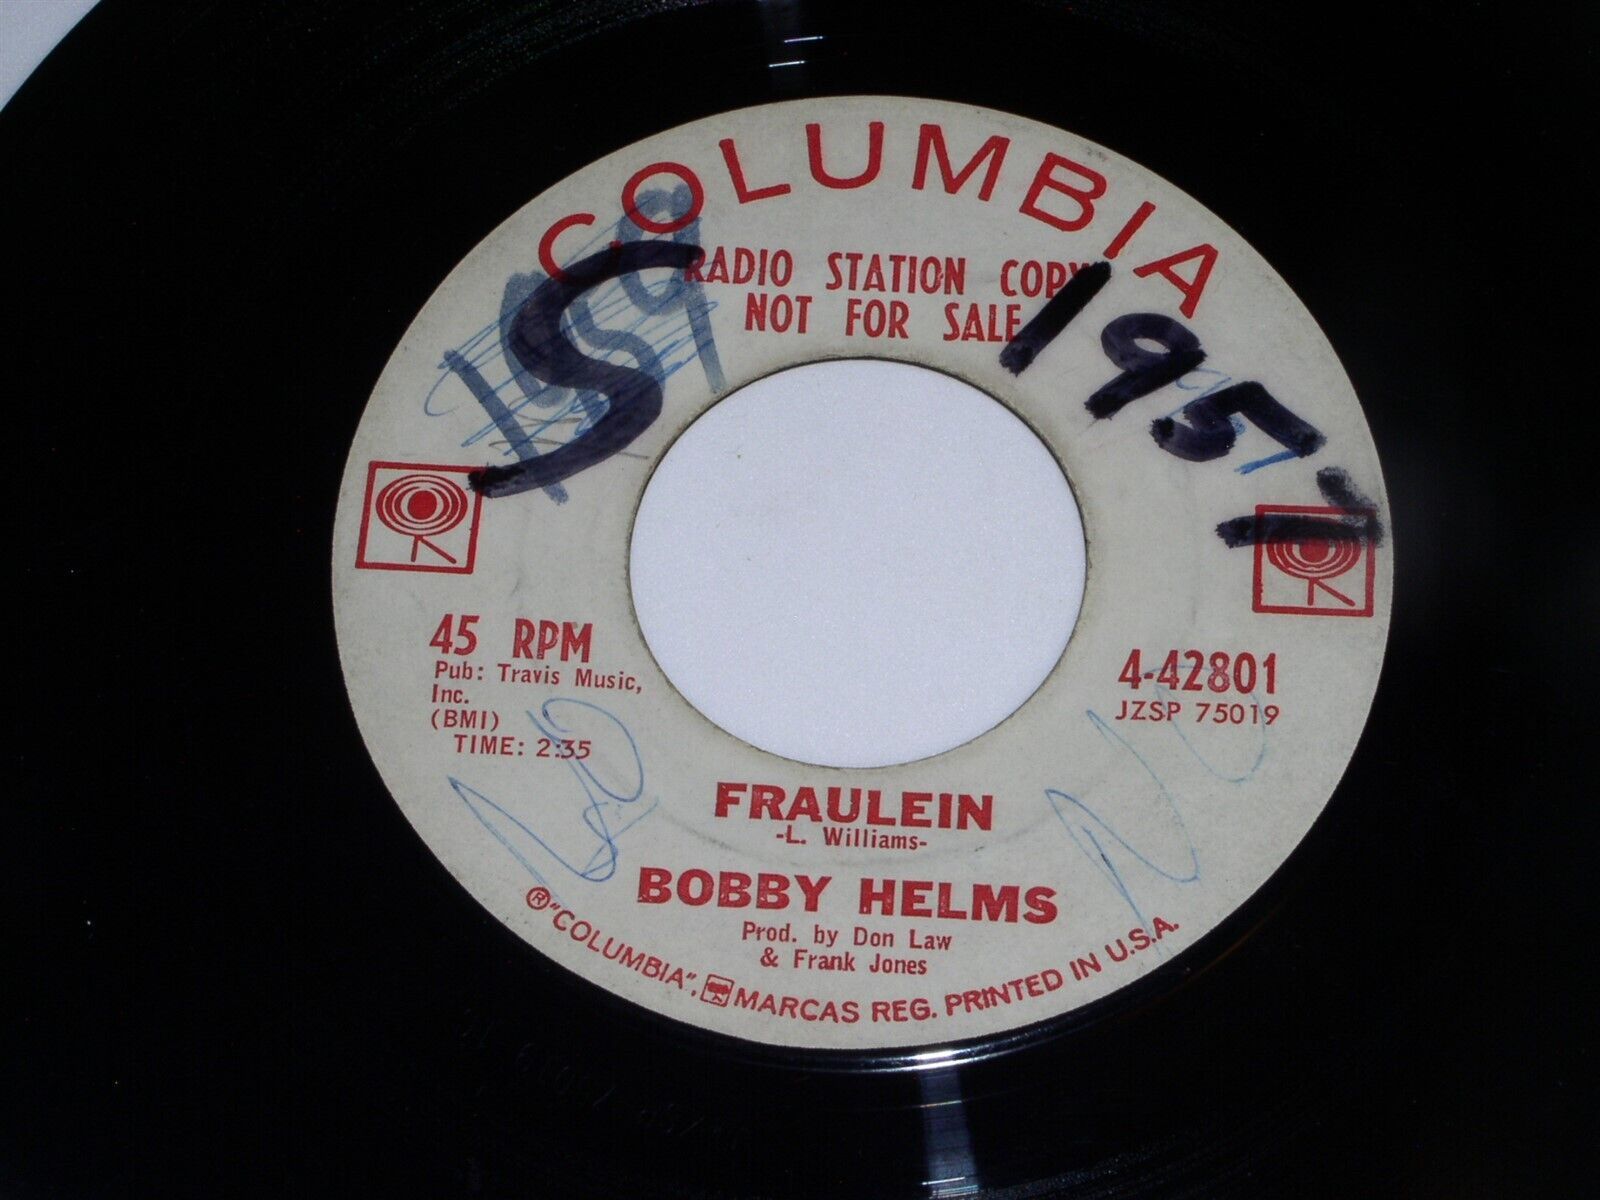 COLUMBIA
RADIO STATION COPY
NOT FOR SALE
S
1957
45 RPM
Pub: Travis Music,
Inc.
(BMI)
TIME: 2:35
4-42801
JZSP 75019
FRAULEIN
-L. Williams-
BOBBY HELMS
Prod. by Don Law
& Frank Jones
® "COLUMBIA", MARCAS REG. PRINTED IN U.S.A.